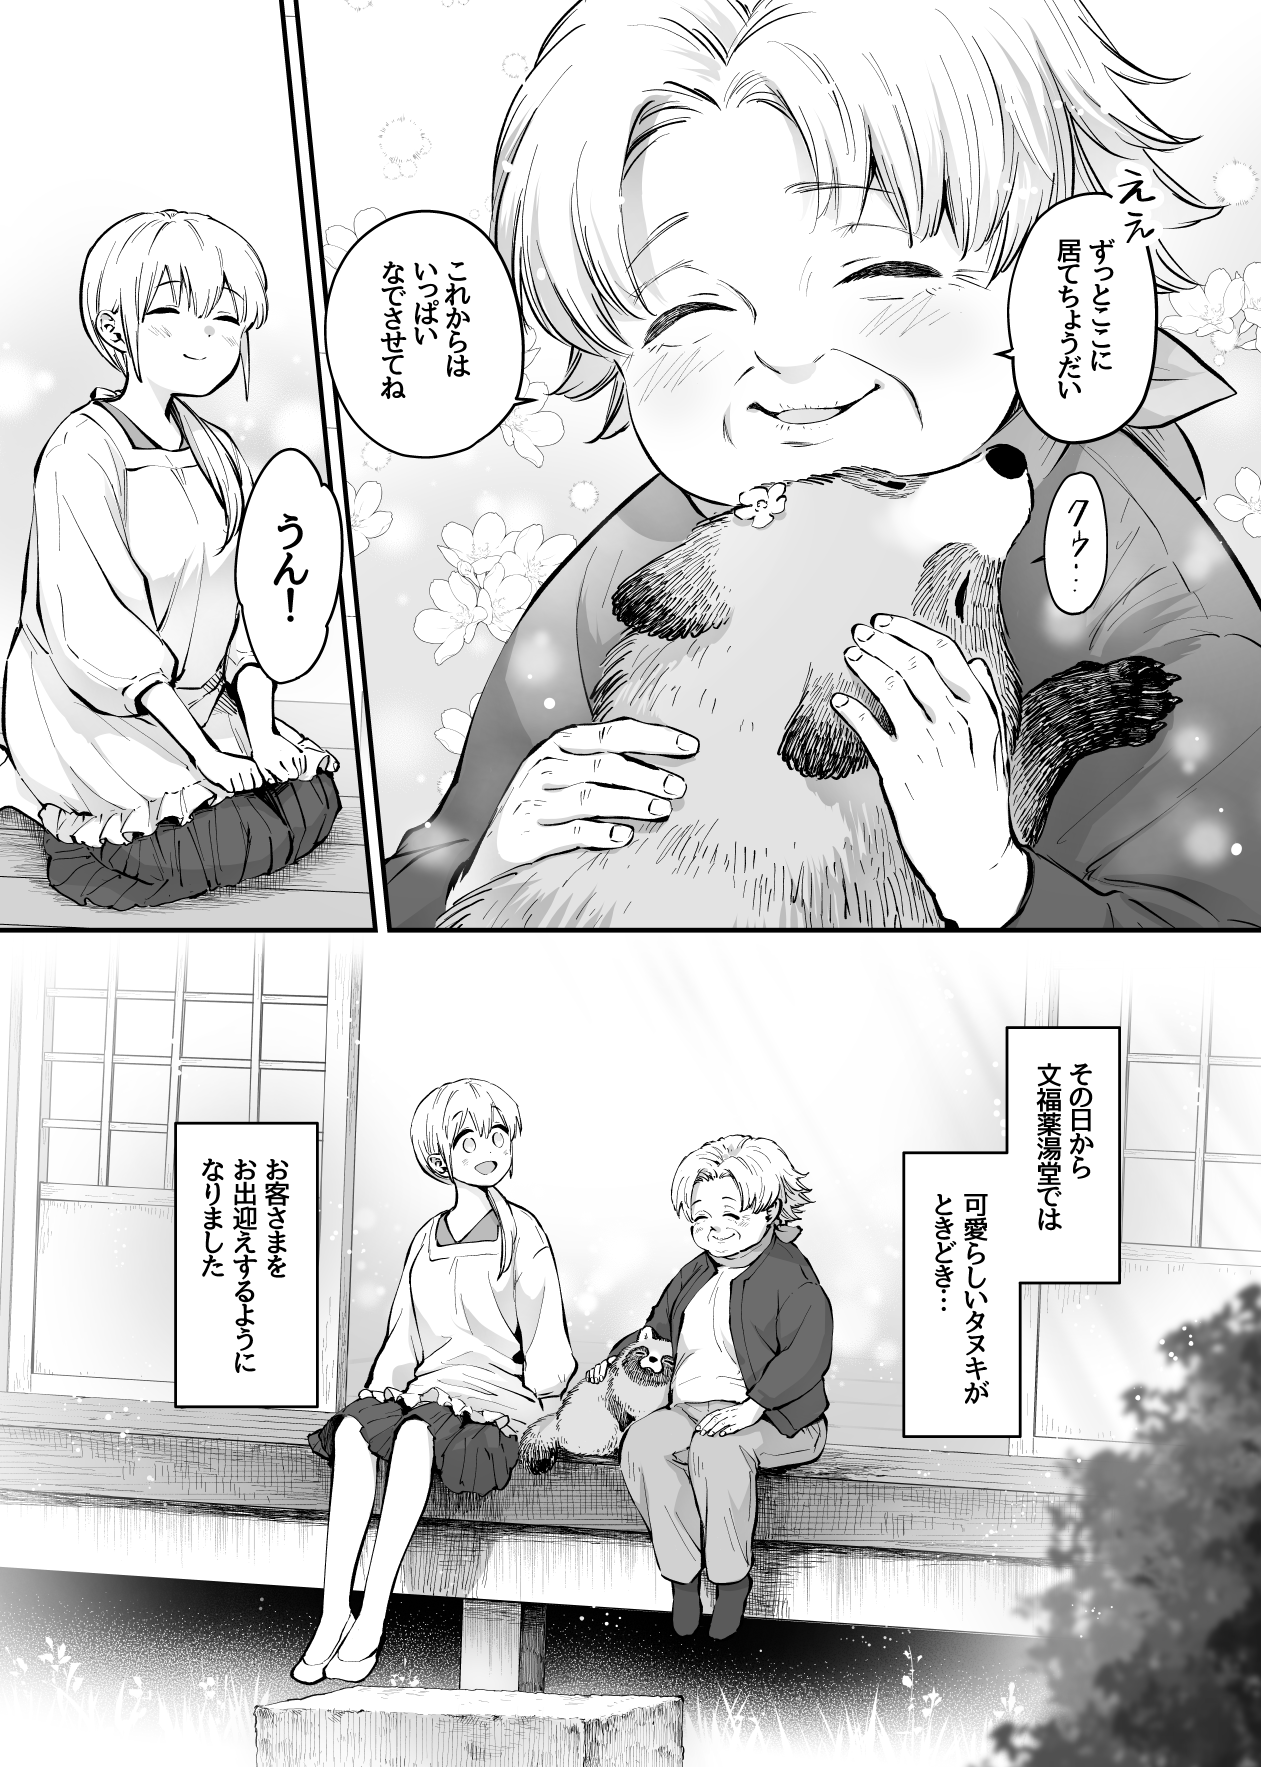 ええ
ずっとここに
居てちょうだい
クゥ…
これからは
いっぱい
なでさせてね
うん！
その日から
文福薬湯堂では
可愛らしいタヌキが
ときどき…
お客さまを
お出迎えするように
なりました